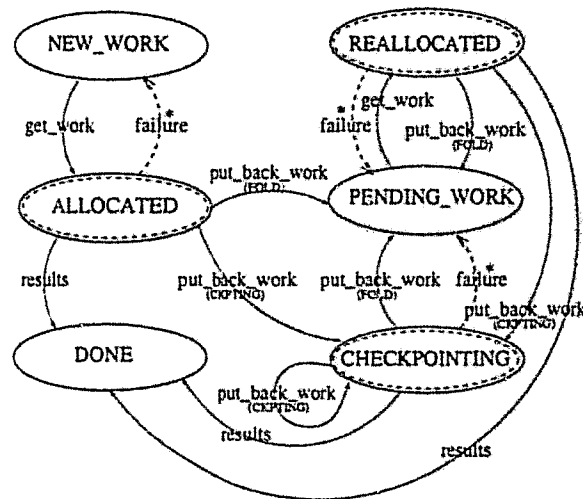 NEW_WORK
REALLOCATED
get_work
failure*
get_work
failure*
put_back_work
(FOLD)
put_back_work
(FOLD)
ALLOCATED
PENDING_WORK
results
put_back_work
(CKPTING)
put_back_work
(FOLD)
failure*
put_back_work
(CKPTING)
DONE
CHECKPOINTING
put_back_work
(CKPTING)
results
results